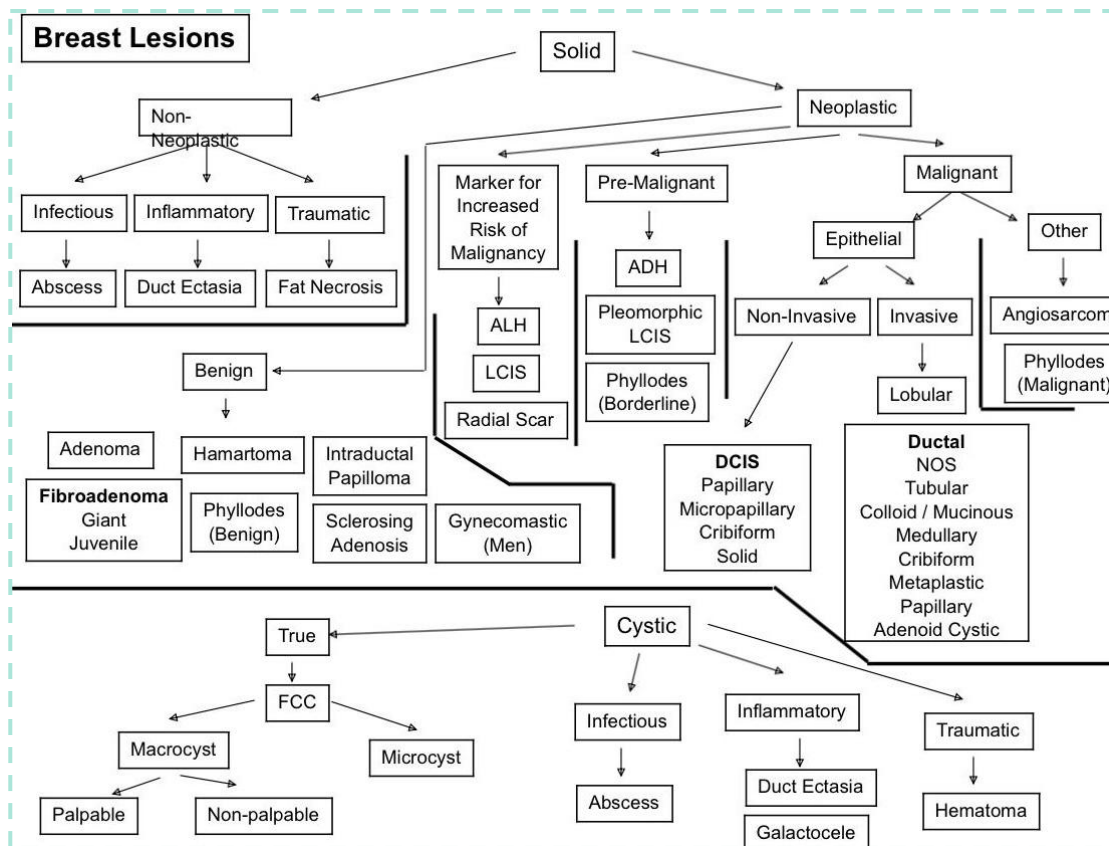 Breast Lesions
Solid
Non-
Neoplastic
Neoplastic
Infectious
Inflammatory
Traumatic
Abscess
Duct Ectasia
Fat Necrosis
Marker for
Increased
Risk of
Malignancy
ALH
LCIS
Radial Scar
Pre-Malignant
ADH
Pleomorphic
LCIS
Phyllodes
(Borderline)
Malignant
Epithelial
Other
Non-Invasive
Invasive
Angiosarcom
Phyllodes
(Malignant)
Lobular
DCIS
Papillary
Micropapillary
Cribiform
Solid
Ductal
NOS
Tubular
Colloid / Mucinous
Medullary
Cribiform
Metaplastic
Papillary
Adenoid Cystic
Benign
Adenoma
Hamartoma
Intraductal
Papilloma
Fibroadenoma
Giant
Juvenile
Phyllodes
(Benign)
Sclerosing
Adenosis
Gynecomastic
(Men)
Cystic
True
FCC
Macrocyst
Microcyst
Palpable
Non-palpable
Infectious
Abscess
Inflammatory
Duct Ectasia
Galactocele
Traumatic
Hematoma